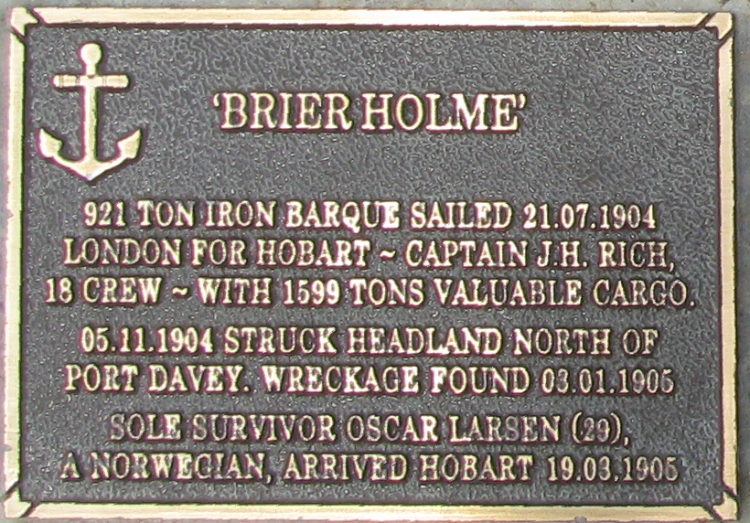 'BRIER HOLME'
921 TON IRON BARQUE SAILED 21.07.1904
LONDON FOR HOBART ~ CAPTAIN J.H. RICH,
18 CREW ~ WITH 1599 TONS VALUABLE CARGO.
05.11.1904 STRUCK HEADLAND NORTH OF
PORT DAVEY. WRECKAGE FOUND 03.01.1905
SOLE SURVIVOR OSCAR LARSEN (29),
A NORWEGIAN, ARRIVED HOBART 19.03.1905